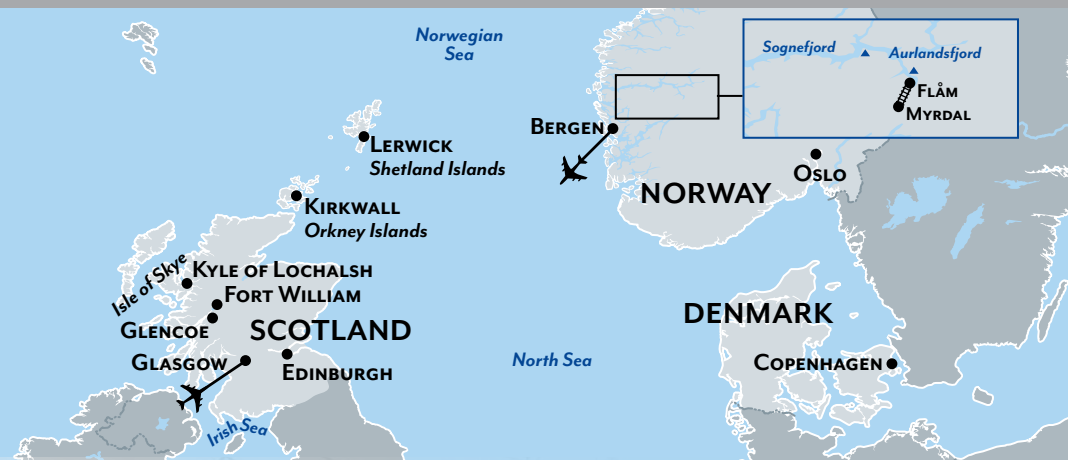 Norwegian
Sea
Sognefjord
Aurlandsfjord
FLÅM
MYRDAL
BERGEN
LERWICK
Shetland Islands
OSLO
NORWAY
KIRKWALL
Orkney Islands
Isle of Skye
KYLE OF LOCHALSH
FORT WILLIAM
GLENCOE
SCOTLAND
DENMARK
GLASGOW
EDINBURGH
North Sea
COPENHAGEN
Irish Sea